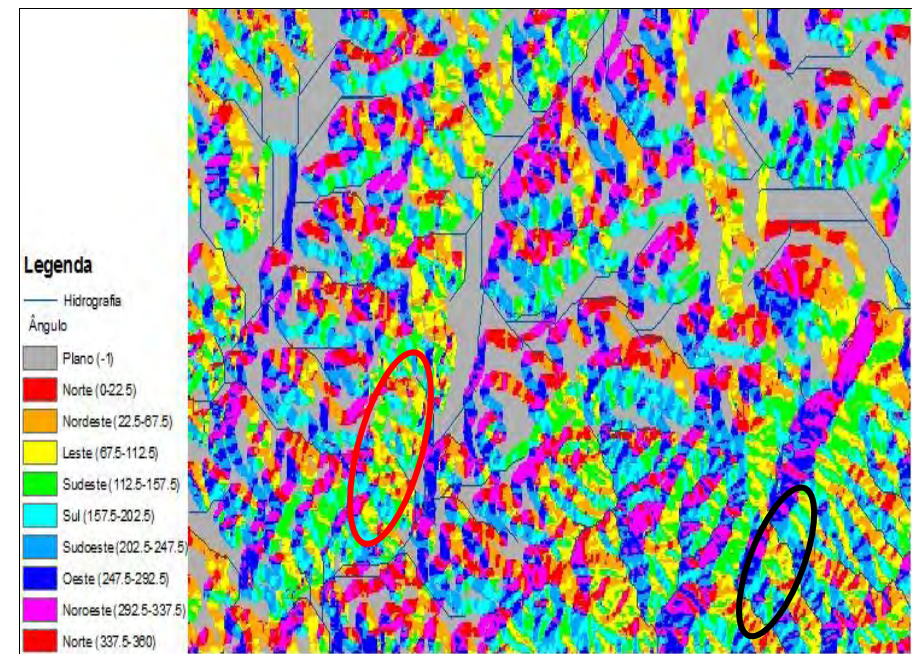 Legenda
Hidrografia
Ângulo
Plano (-1)
Norte (0-22.5)
Nordeste (22.5-67.5)
Leste (67.5-112.5)
Sudeste (112.5-157.5)
Sul (157.5-202.5)
Sudoeste (202.5-247.5)
Oeste (247.5-292.5)
Noroeste (292.5-337.5)
Norte (337.5-360)